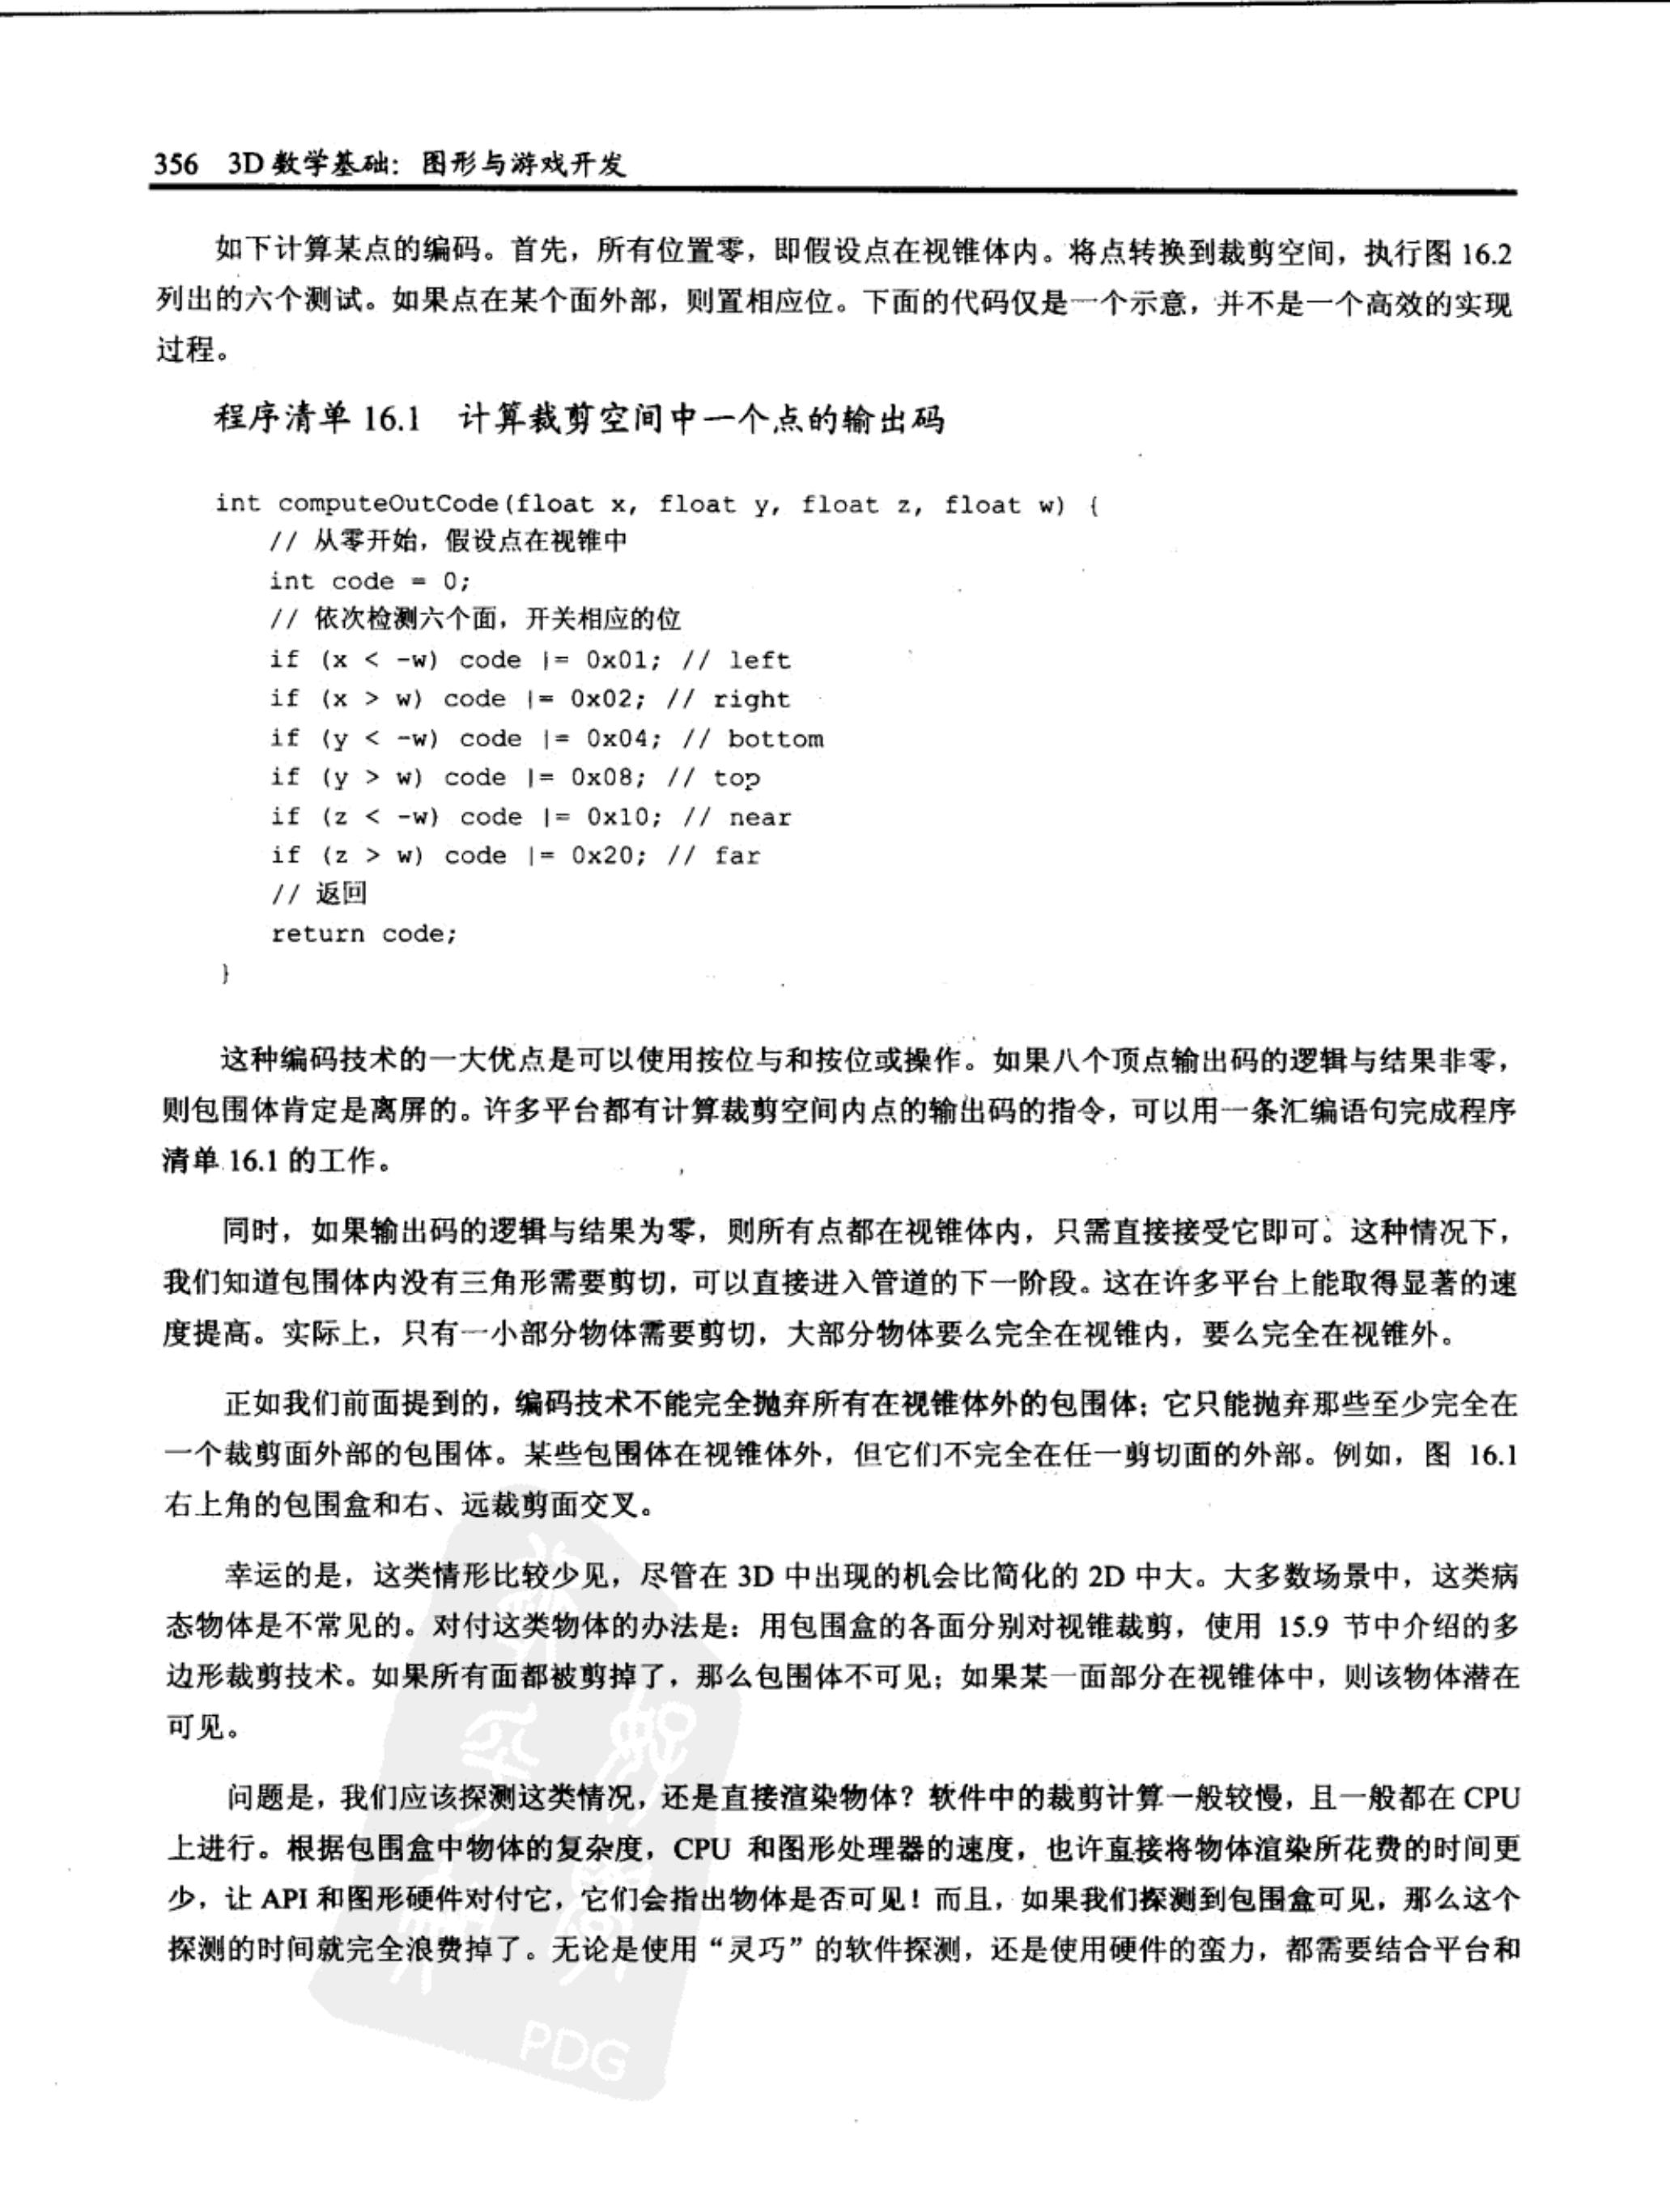 356 3D 数学基础：图形与游戏开发
如下计算某点的编码。首先，所有位置零，即假设点在视锥体内。将点转换到裁剪空间，执行图 16.2
列出的六个测试。如果点在某个面外部，则置相应位。下面的代码仅是一个示意，并不是一个高效的实现
过程。
程序清单 16.1 计算裁剪空间中一个点的输出码
int computeOutCode(float x, float y, float z, float w) {
// 从零开始，假设点在视锥中
int code = 0;
// 依次检测六个面，开关相应的位
if (x < -w) code |= 0x01; // left
if (x > w) code |= 0x02; // right
if (y < -w) code |= 0x04; // bottom
if (y > w) code |= 0x08; // top
if (z < -w) code |= 0x10; // near
if (z > w) code |= 0x20; // far
// 返回
return code;
}
这种编码技术的一大优点是可以使用按位与和按位或操作。如果八个顶点输出码的逻辑与结果非零，
则包围体肯定是离屏的。许多平台都有计算裁剪空间内点的输出码的指令，可以用一条汇编语句完成程序
清单 16.1 的工作。
同时，如果输出码的逻辑与结果为零，则所有点都在视锥体内，只需直接接受它即可。这种情况下，
我们知道包围体内没有三角形需要剪切，可以直接进入管道的下一阶段。这在许多平台上能取得显著的速
度提高。实际上，只有一小部分物体需要剪切，大部分物体要么完全在视锥内，要么完全在视锥外。
正如我们前面提到的，编码技术不能完全抛弃所有在视锥体外的包围体；它只能抛弃那些至少完全在
一个裁剪面外部的包围体。某些包围体在视锥体外，但它们不完全在任一剪切面的外部。例如，图 16.1
右上角的包围盒和右、远裁剪面交叉。
幸运的是，这类情形比较少见，尽管在 3D 中出现的机会比简化的 2D 中大。大多数场景中，这类病
态物体是不常见的。对付这类物体的办法是：用包围盒的各面分别对视锥裁剪，使用 15.9 节中介绍的多
边形裁剪技术。如果所有面都被剪掉了，那么包围体不可见；如果某一面部分在视锥体中，则该物体潜在
可见。
问题是，我们应该探测这类情况，还是直接渲染物体？软件中的裁剪计算一般较慢，且一般都在 CPU
上进行。根据包围盒中物体的复杂度，CPU 和图形处理器的速度，也许直接将物体渲染所花费的时间更
少，让 API 和图形硬件对付它，它们会指出物体是否可见！而且，如果我们探测到包围盒可见，那么这个
探测的时间就完全浪费掉了。无论是使用“灵巧”的软件探测，还是使用硬件的蛮力，都需要结合平台和
PDG